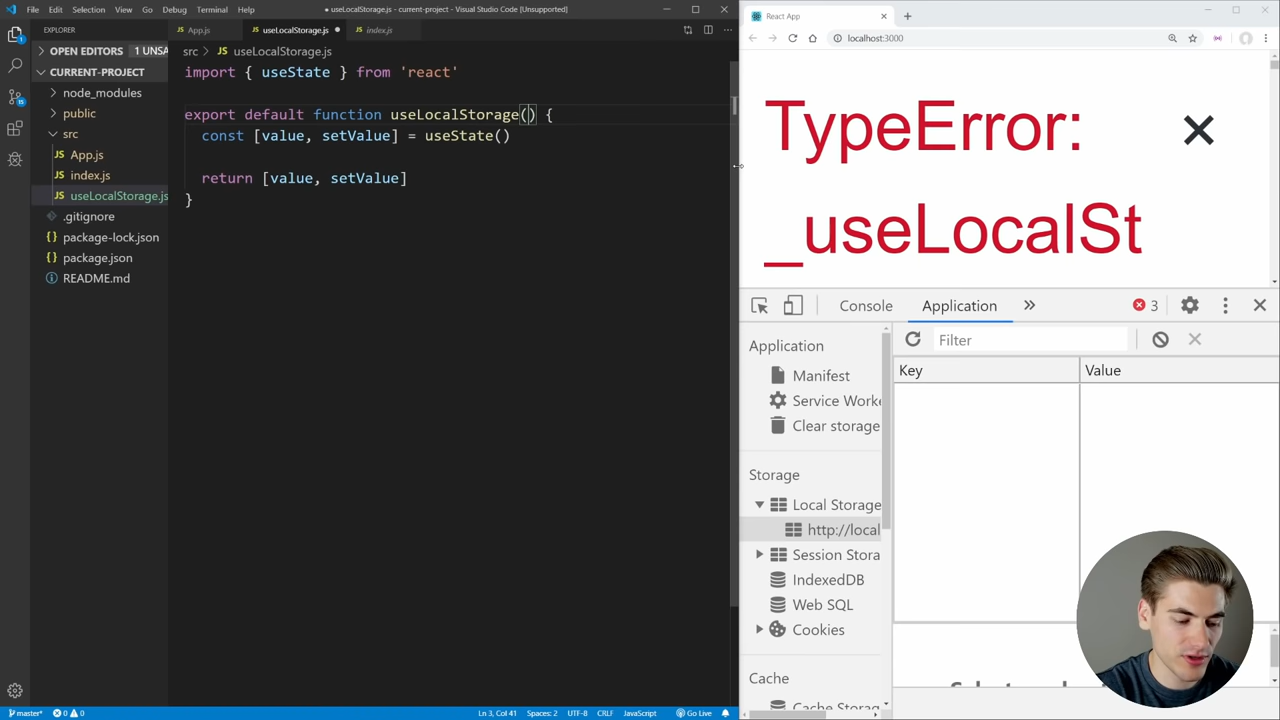 File Edit Selection View Go Debug Terminal Help
● useLocalStorage.js - current-project - Visual Studio Code [Unsupported]
EXPLORER
OPEN EDITORS 1 UNSA
CURRENT-PROJECT
node_modules
public
src
App.js
index.js
useLocalStorage.js
.gitignore
package-lock.json
package.json
README.md
App.js useLocalStorage.js ● index.js
src > useLocalStorage.js
import { useState } from 'react'
export default function useLocalStorage() {
const [value, setValue] = useState()
return [value, setValue]
}
master* 0 0
Ln 3, Col 41 Spaces: 2 UTF-8 CRLF JavaScript Go Live
React App
localhost:3000
TypeError:
_useLocalSt
Console Application 3
Application
Manifest
Service Worke
Clear storage
Storage
Local Storage
http://local
Session Stora
IndexedDB
Web SQL
Cookies
Cache
Cache Storag
Filter
Key Value